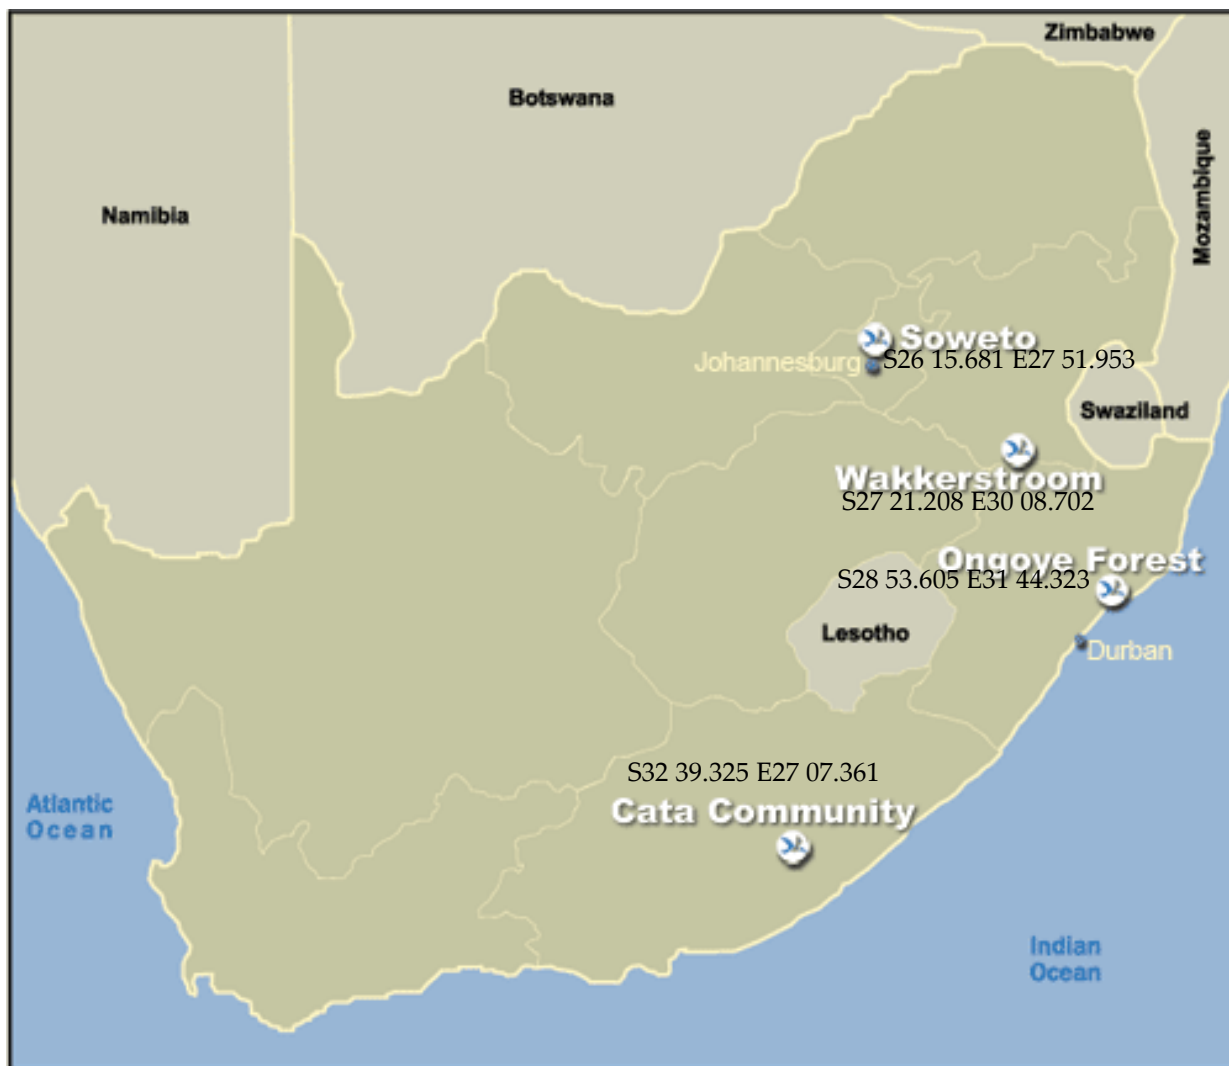 Zimbabwe
Botswana
Mozambique
Namibia
Soweto
Johannesburg
S26 15.681 E27 51.953
Swaziland
Wakkerstroom
S27 21.208 E30 08.702
Ongoye Forest
S28 53.605 E31 44.323
Lesotho
Durban
S32 39.325 E27 07.361
Cata Community
Atlantic
Ocean
Indian
Ocean